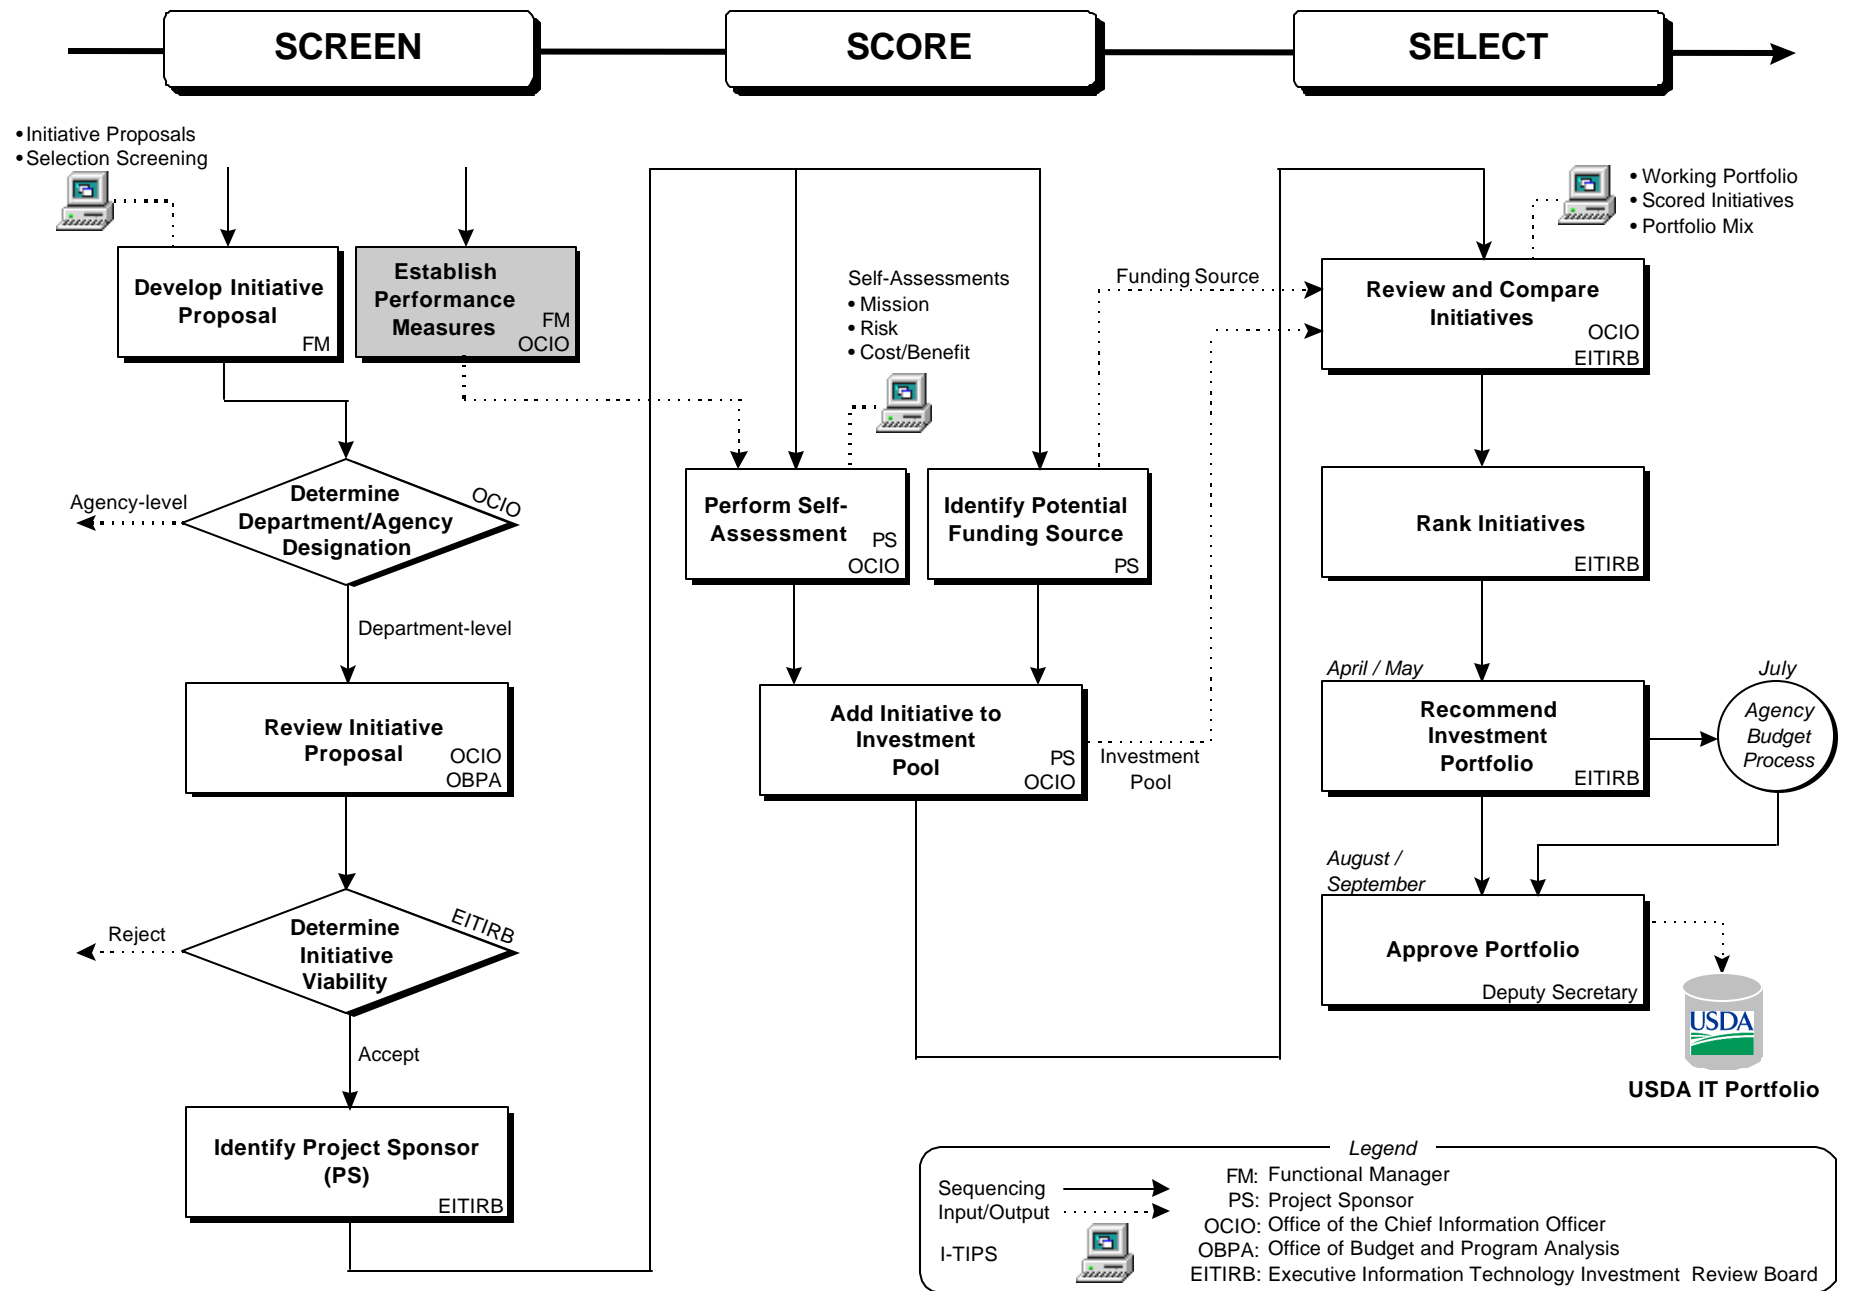 SCREEN
SCORE
SELECT
•Initiative Proposals
•Selection Screening
Develop Initiative
Proposal
FM
Establish
Performance
Measures
FM
OCIO
Agency-level
Determine
Department/Agency
Designation
OCIO
Department-level
Review Initiative
Proposal
OCIO
OBPA
Reject
Determine
Initiative
Viability
EITIRB
Accept
Identify Project Sponsor
(PS)
EITIRB
Self-Assessments
• Mission
• Risk
• Cost/Benefit
Perform Self-
Assessment
PS
OCIO
Identify Potential
Funding Source
PS
Add Initiative to
Investment
Pool
PS
OCIO
Funding Source
Investment
Pool
• Working Portfolio
• Scored Initiatives
• Portfolio Mix
Review and Compare
Initiatives
OCIO
EITIRB
Rank Initiatives
EITIRB
April / May
Recommend
Investment
Portfolio
EITIRB
July
Agency
Budget
Process
August /
September
Approve Portfolio
Deputy Secretary
USDA
USDA IT Portfolio
Legend
Sequencing
Input/Output
I-TIPS
FM: Functional Manager
PS: Project Sponsor
OCIO: Office of the Chief Information Officer
OBPA: Office of Budget and Program Analysis
EITIRB: Executive Information Technology Investment Review Board